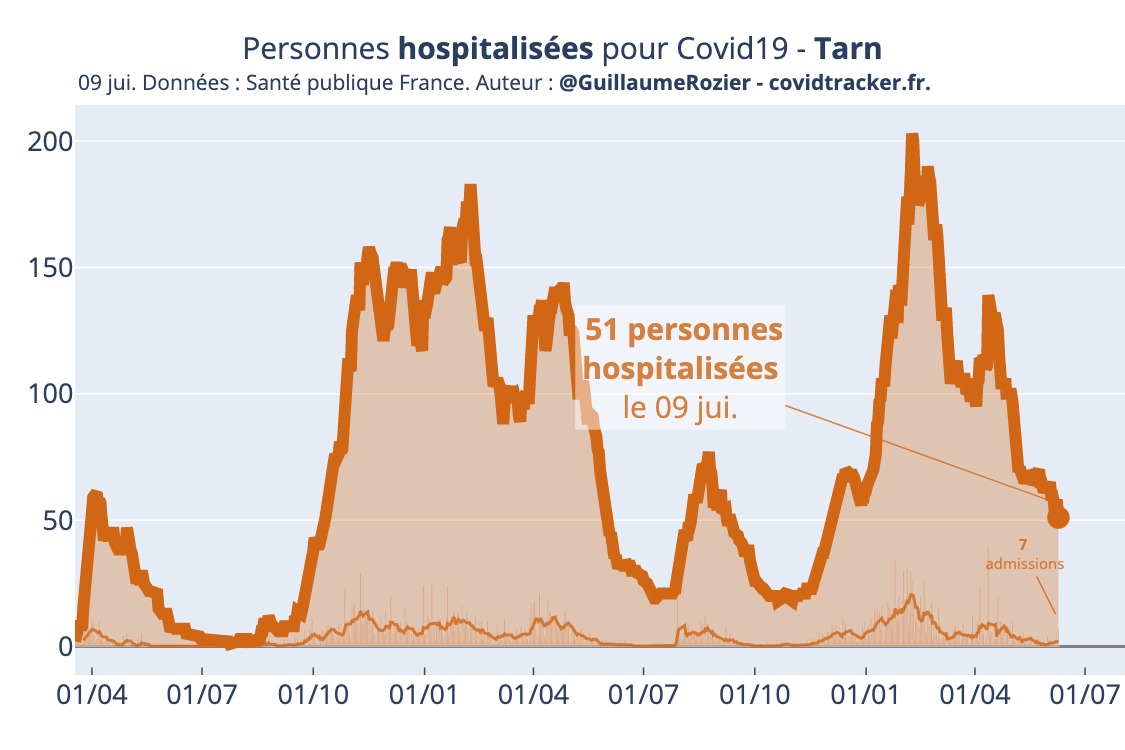 Personnes hospitalisées pour Covid19 - Tarn
09 jui. Données : Santé publique France. Auteur : @GuillaumeRozier - covidtracker.fr.
200
150
100
50
0
51 personnes
hospitalisées
le 09 jui.
7
admissions
01/04 01/07 01/10 01/01 01/04 01/07 01/10 01/01 01/04 01/07